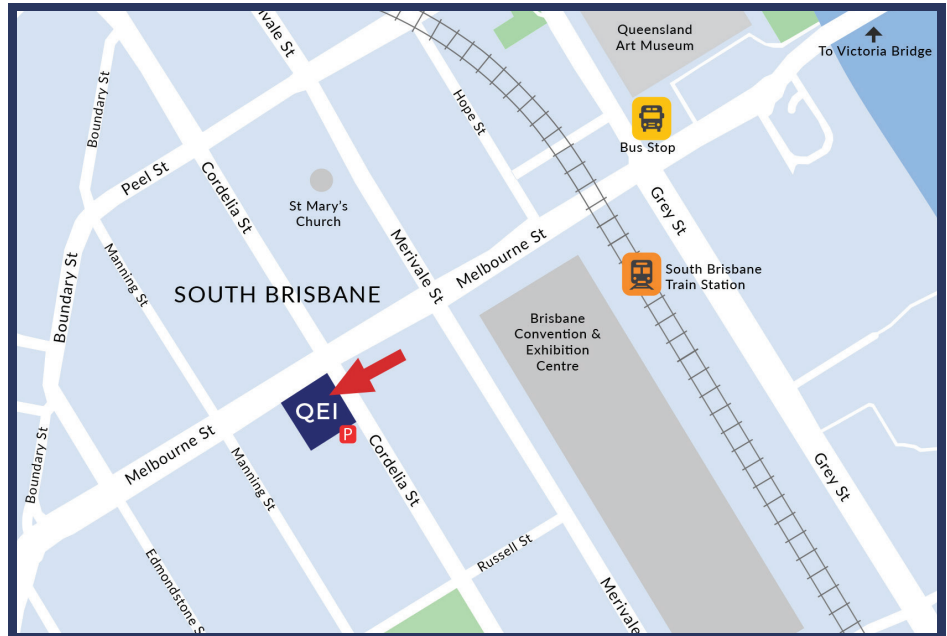 Merivale St
Queensland
Art Museum
To Victoria Bridge
Boundary St
Hope St
Bus Stop
Peel St
Cordelia St
St Mary's
Church
Grey St
Merivale St
Melbourne St
Manning St
Boundary St
SOUTH BRISBANE
South Brisbane
Train Station
Brisbane
Convention &
Exhibition
Centre
QEI
P
Melbourne St
Manning St
Cordelia St
Boundary St
Grey St
Russell St
Edmondstone S
Merivale